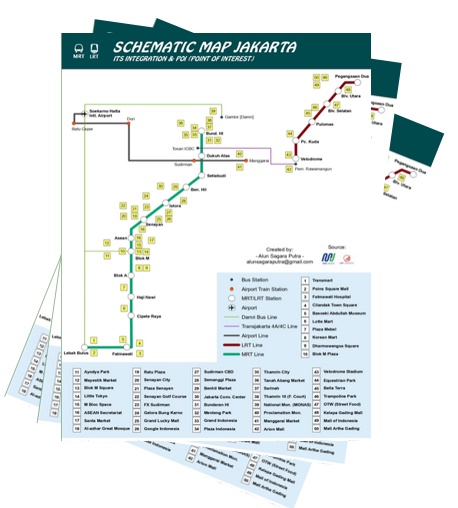 MRT LRT
SCHEMATIC MAP JAKARTA
ITS INTEGRATION & POI (POINT OF INTEREST)
Pegangsaan Dua
Blv. Utara
Blv. Selatan
Pulomas
Pc. Kuda
Velodrome
Pem. Rawamangun
Soekarno-Hatta
Intl. Airport
Batu Ceper
Duri
Gambir (Damri)
Bund. HI
Tosari ICBC
Dukuh Atas
Sudirman
Manggarai
Setiabudi
Ben. Hil
Istora
Senayan
Asean
Blok M
Blok A
Haji Nawi
Cipete Raya
Lebak Bulus
Fatmawati
Created by:
- Alun Sagara Putra -
alunsagaraputra@gmail.com
Source:
Bus Station
Airport Train Station
MRT/LRT Station
Airport
Damri Bus Line
Transjakarta 4A/4C Line
Airport Line
LRT Line
MRT Line
1 Transmart
2 Poins Square Mall
3 Fatmawati Hospital
4 Cilandak Town Square
5 Baswati Abdullah Museum
6 Lotte Mart
7 Plaza Mebel
8 Korean Mart
9 Dharmawangsa Square
10 Blok M Plaza
11 Ayodya Park
12 Mayestik Market
13 Blok M Square
14 Little Tokyo
15 M Bloc Space
16 ASEAN Secretariat
17 Santa Market
18 Al-azhar Great Mosque
19 Ratu Plaza
20 Senayan City
21 Plaza Senayan
22 Senayan Golf Course
23 FX Sudirman
24 Gelora Bung Karno
25 Grand Lucky Mall
26 Google Indonesia
27 Sudirman CBD
28 Semanggi Plaza
29 Benhil Market
30 Jakarta Conv. Center
31 Bunderan HI
32 Menteng Park
33 Grand Indonesia
34 Plaza Indonesia
35 Thamrin City
36 Tanah Abang Market
37 Sarinah
38 Thamrin 10 (F. Court)
39 National Mon. (MONAS)
40 Proclamation Mon.
41 Manggarai Market
42 Arion Mall
43 Velodrome Stadium
44 Equestrian Park
45 Bella Terra
46 Trampoline Park
47 OTW (Street Food)
48 Kelapa Gading Mall
49 Mall of Indonesia
50 Mall Artha Gading